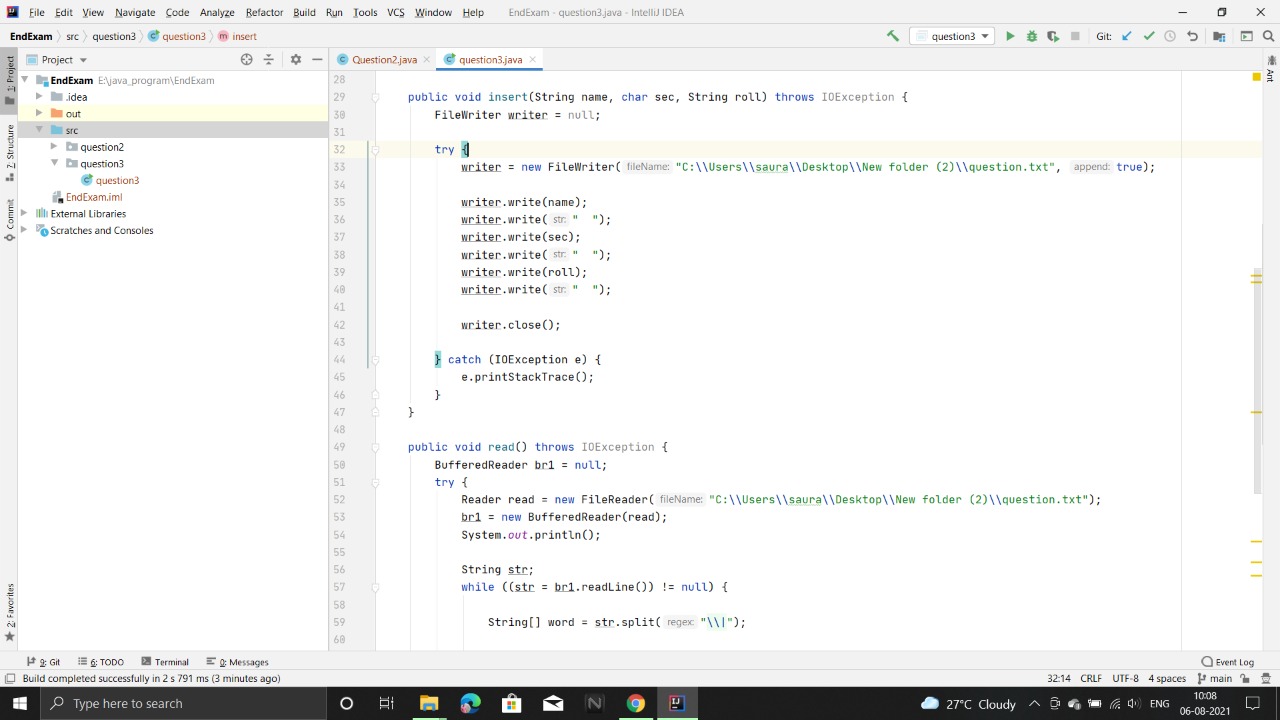 File Edit View Navigate Code Analyze Refactor Build Run Tools VCS Window Help EndExam - question3.java - IntelliJ IDEA
EndExam src question3 question3 insert question3 Git:
Project Question2.java question3.java
1: Project
7: Structure
Commit
2: Favorites
Ant
EndExam E:\java_program\EndExam
.idea
out
src
question2
question3
question3
EndExam.iml
External Libraries
Scratches and Consoles
28
29 public void insert(String name, char sec, String roll) throws IOException {
30 FileWriter writer = null;
31
32 try {
33 writer = new FileWriter( fileName: "C:\\Users\\saura\\Desktop\\New folder (2)\\question.txt", append: true);
34
35 writer.write(name);
36 writer.write( str: "  ");
37 writer.write(sec);
38 writer.write( str: "  ");
39 writer.write(roll);
40 writer.write( str: "  ");
41
42 writer.close();
43
44 } catch (IOException e) {
45 e.printStackTrace();
46 }
47 }
48
49 public void read() throws IOException {
50 BufferedReader br1 = null;
51 try {
52 Reader read = new FileReader( fileName: "C:\\Users\\saura\\Desktop\\New folder (2)\\question.txt");
53 br1 = new BufferedReader(read);
54 System.out.println();
55
56 String str;
57 while ((str = br1.readLine()) != null) {
58
59 String[] word = str.split( regex: "\\|");
60
9: Git 6: TODO Terminal 0: Messages Event Log
Build completed successfully in 2 s 791 ms (3 minutes ago) 32:14 CRLF UTF-8 4 spaces main
Type here to search 27°C Cloudy ENG 10:08
06-08-2021